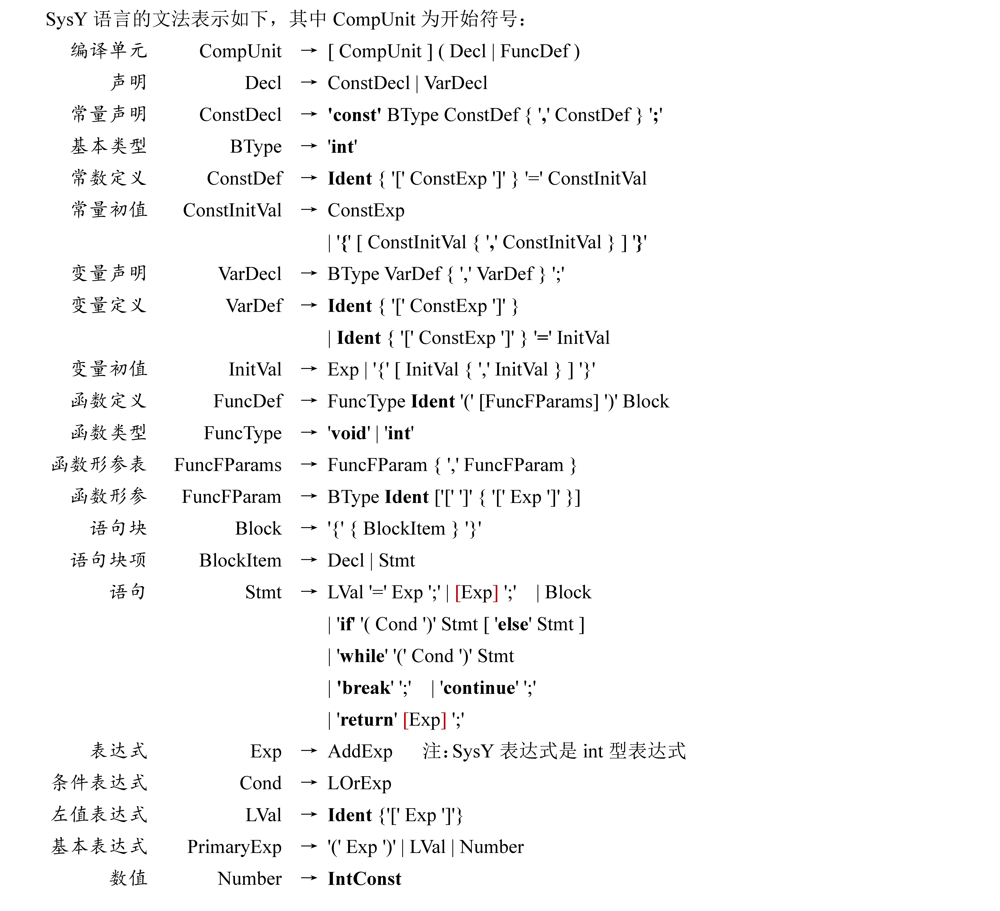 SysY 语言的文法表示如下，其中 CompUnit 为开始符号：
编译单元 CompUnit → [ CompUnit ] ( Decl | FuncDef )
声明 Decl → ConstDecl | VarDecl
常量声明 ConstDecl → 'const' BType ConstDef { ',' ConstDef } ';'
基本类型 BType → 'int'
常数定义 ConstDef → Ident { '[' ConstExp ']' } '=' ConstInitVal
常量初值 ConstInitVal → ConstExp
| '{' [ ConstInitVal { ',' ConstInitVal } ] '}'
变量声明 VarDecl → BType VarDef { ',' VarDef } ';'
变量定义 VarDef → Ident { '[' ConstExp ']' }
| Ident { '[' ConstExp ']' } '=' InitVal
变量初值 InitVal → Exp | '{' [ InitVal { ',' InitVal } ] '}'
函数定义 FuncDef → FuncType Ident '(' [FuncFParams] ')' Block
函数类型 FuncType → 'void' | 'int'
函数形参表 FuncFParams → FuncFParam { ',' FuncFParam }
函数形参 FuncFParam → BType Ident ['[' ']' { '[' Exp ']' }]
语句块 Block → '{' { BlockItem } '}'
语句块项 BlockItem → Decl | Stmt
语句 Stmt → LVal '=' Exp ';' | [Exp] ';' | Block
| 'if' '( Cond ')' Stmt [ 'else' Stmt ]
| 'while' '(' Cond ')' Stmt
| 'break' ';' | 'continue' ';'
| 'return' [Exp] ';'
表达式 Exp → AddExp 注：SysY 表达式是 int 型表达式
条件表达式 Cond → LOrExp
左值表达式 LVal → Ident {'[' Exp ']'}
基本表达式 PrimaryExp → '(' Exp ')' | LVal | Number
数值 Number → IntConst